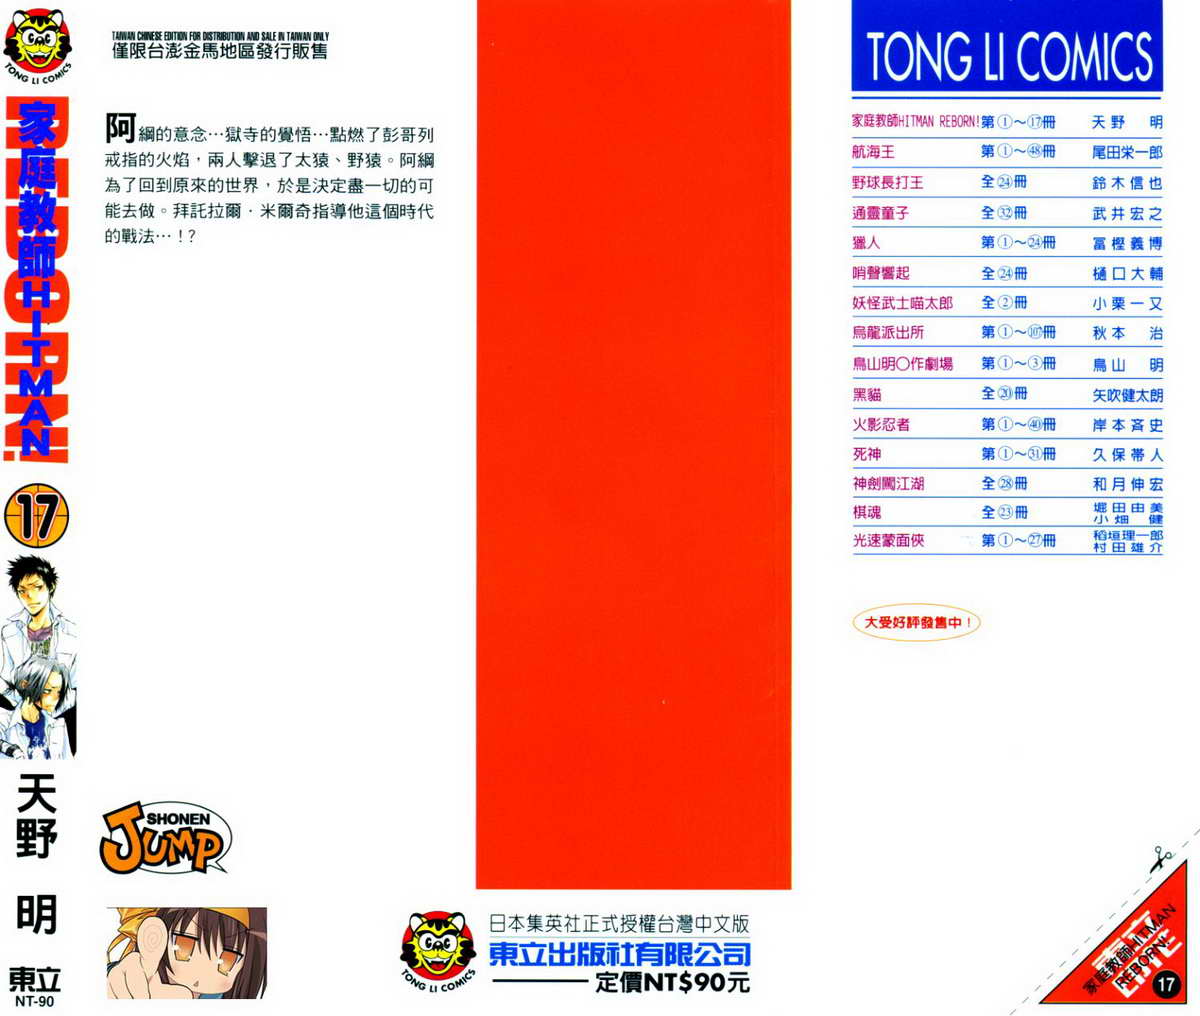 TONG LI COMICS
家庭教師HITMAN
REBORN!
17
天野 明
東立
NT-90
TAIWAN CHINESE EDITION FOR DISTRIBUTION AND SALE IN TAIWAN ONLY
僅限台澎金馬地區發行販售
阿綱的意念…獄寺的覺悟…點燃了彭哥列
戒指的火焰，兩人擊退了太猿、野猿。阿綱
為了回到原來的世界，於是決定盡一切的可
能去做。拜託拉爾．米爾奇指導他這個時代
的戰法…！？
SHONEN
JUMP
TONG LI COMICS
日本集英社正式授權台灣中文版
東立出版社有限公司
定價NT$90元
TONG LI COMICS
家庭教師HITMAN REBORN! 第①～⑰冊 天野 明
航海王 第①～㊽冊 尾田栄一郎
野球長打王 全㉔冊 鈴木信也
通靈童子 全㉜冊 武井宏之
獵人 第①～㉔冊 冨樫義博
哨聲響起 全㉔冊 樋口大輔
妖怪武士喵太郎 全②冊 小栗一又
烏龍派出所 第①～107冊 秋本 治
鳥山明〇作劇場 第①～③冊 鳥山 明
黑貓 全⑳冊 矢吹健太朗
火影忍者 第①～㊵冊 岸本斉史
死神 第①～㉛冊 久保帯人
神劍闖江湖 全㉘冊 和月伸宏
棋魂 全㉓冊 堀田由美 小畑 健
光速蒙面俠 第①～㉗冊 稻垣理一郎 村田雄介
大受好評發售中！
家庭教師HITMAN
REBORN!
17